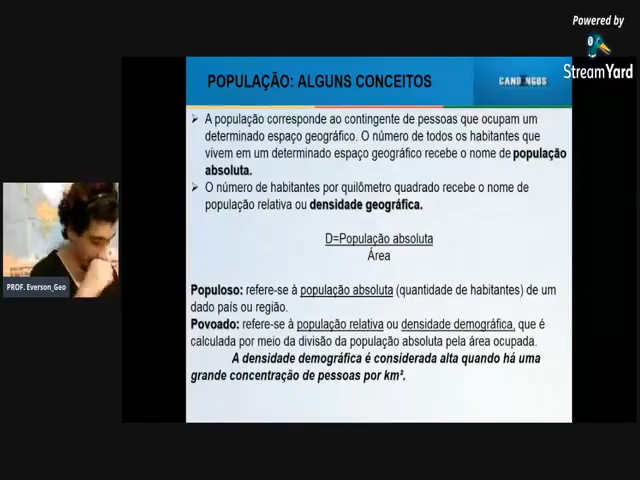 Powered by
StreamYard
POPULAÇÃO: ALGUNS CONCEITOS
CANDANGOS
➢ A população corresponde ao contingente de pessoas que ocupam um
determinado espaço geográfico. O número de todos os habitantes que
vivem em um determinado espaço geográfico recebe o nome de população
absoluta.
➢ O número de habitantes por quilômetro quadrado recebe o nome de
população relativa ou densidade geográfica.
D=População absoluta
Área
Populoso: refere-se à população absoluta (quantidade de habitantes) de um
dado país ou região.
Povoado: refere-se à população relativa ou densidade demográfica, que é
calculada por meio da divisão da população absoluta pela área ocupada.
A densidade demográfica é considerada alta quando há uma
grande concentração de pessoas por km².
PROF. Everson_Geo